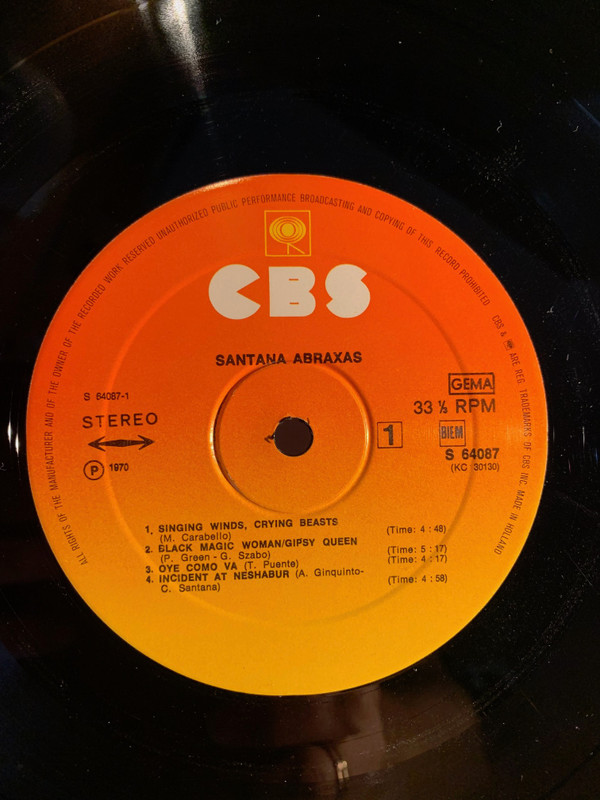 ALL RIGHTS OF THE MANUFACTURER AND OF THE OWNER OF THE RECORDED WORK RESERVED UNAUTHORIZED PUBLIC PERFORMANCE BROADCASTING AND COPYING OF THIS RECORD PROHIBITED
CBS & ARE REG. TRADEMARKS OF CBS INC. MADE IN HOLLAND
CBS
SANTANA ABRAXAS
S 64087-1
STEREO
℗ 1970
GEMA
33 ⅓ RPM
1
BIEM
S 64087
(KC 30130)
1. SINGING WINDS, CRYING BEASTS (Time: 4:48)
(M. Carabello)
2. BLACK MAGIC WOMAN/GIPSY QUEEN (Time: 5:17)
(P. Green - G. Szabo)
3. OYE COMO VA (T. Puente) (Time: 4:17)
4. INCIDENT AT NESHABUR (A. Ginquinto- (Time: 4:58)
C. Santana)